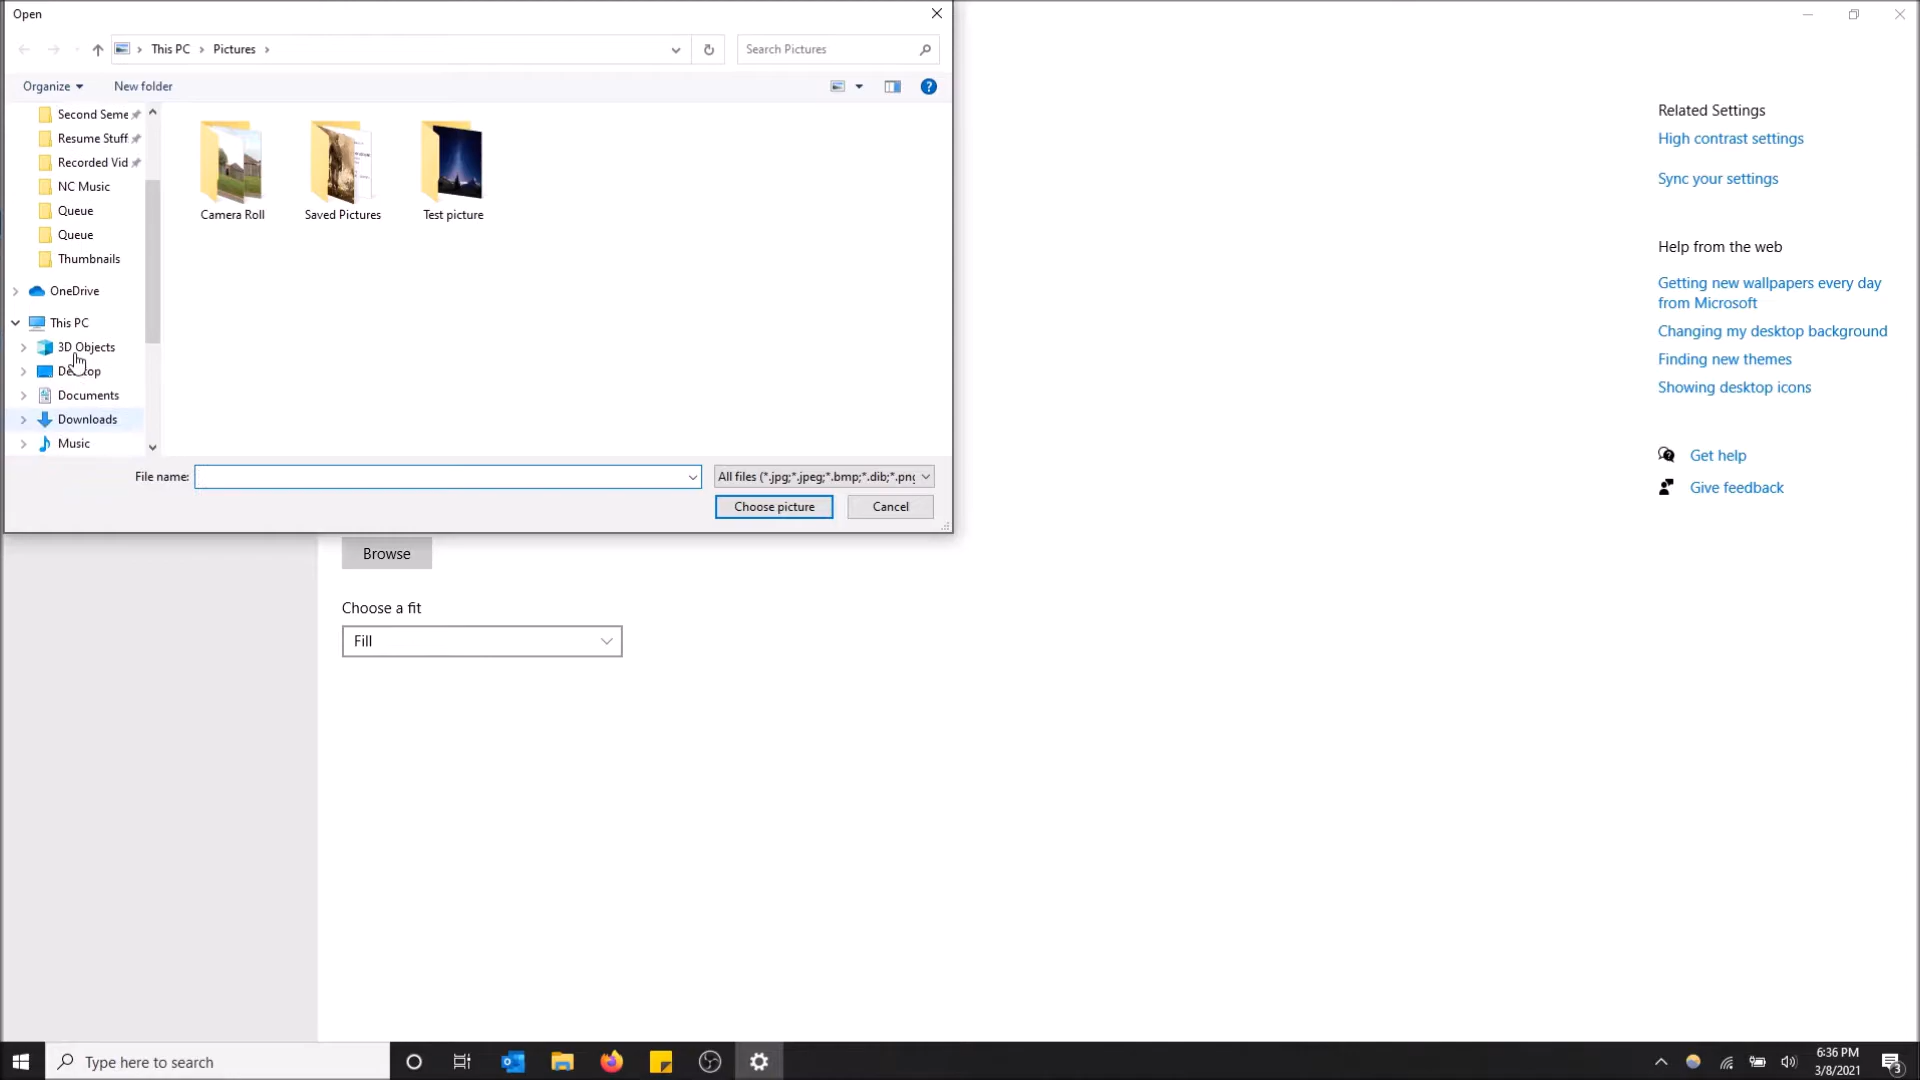 Open
This PC
Pictures
Search Pictures
Organize
New folder
Second Seme
Resume Stuff
Recorded Vid
NC Music
Queue
Queue
Thumbnails
OneDrive
This PC
3D Objects
Documents
Downloads
Music
Camera Roll
Saved Pictures
Test picture
File name:
All files (*.jpg;*.jpeg;*.bmp;*.dib;*.png
Choose picture
Cancel
Browse
Choose a fit
Fill
Related Settings
High contrast settings
Sync your settings
Help from the web
Getting new wallpapers every day
from Microsoft
Changing my desktop background
Finding new themes
Showing desktop icons
Get help
Give feedback
Type here to search
6:36 PM
3/8/2021
3